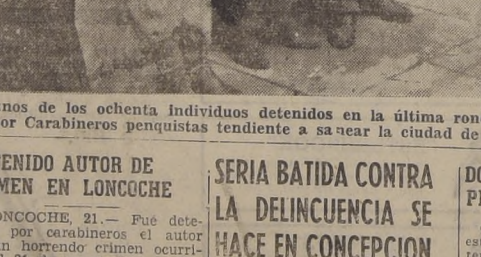 nos de los ochenta individuos detenidos en la última ron
or Carabineros penquistas tendiente a sanear la ciudad de
ENIDO AUTOR DE
MEN EN LONCOCHE
ONCOCHE, 21.— Fué dete-
por carabineros el autor
n horrendo crimen ocurri-
SERIA BATIDA CONTRA
LA DELINCUENCIA SE
HACE EN CONCEPCION
DO